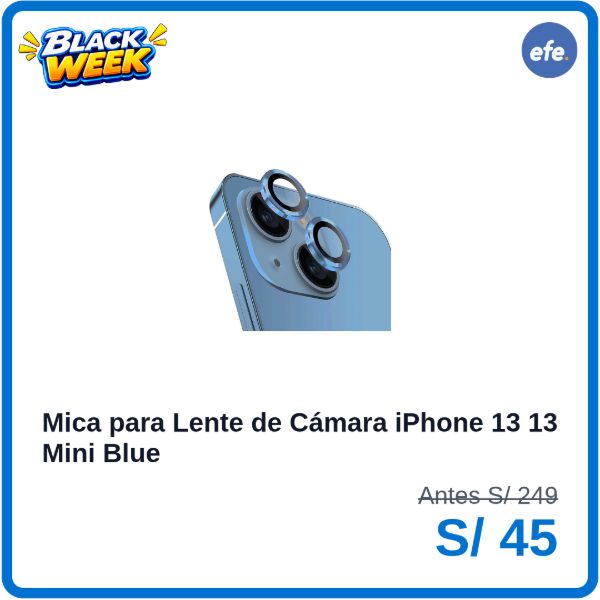 BLACK
WEEK
efe.
Mica para Lente de Cámara iPhone 13 13
Mini Blue
Antes S/ 249
S/ 45